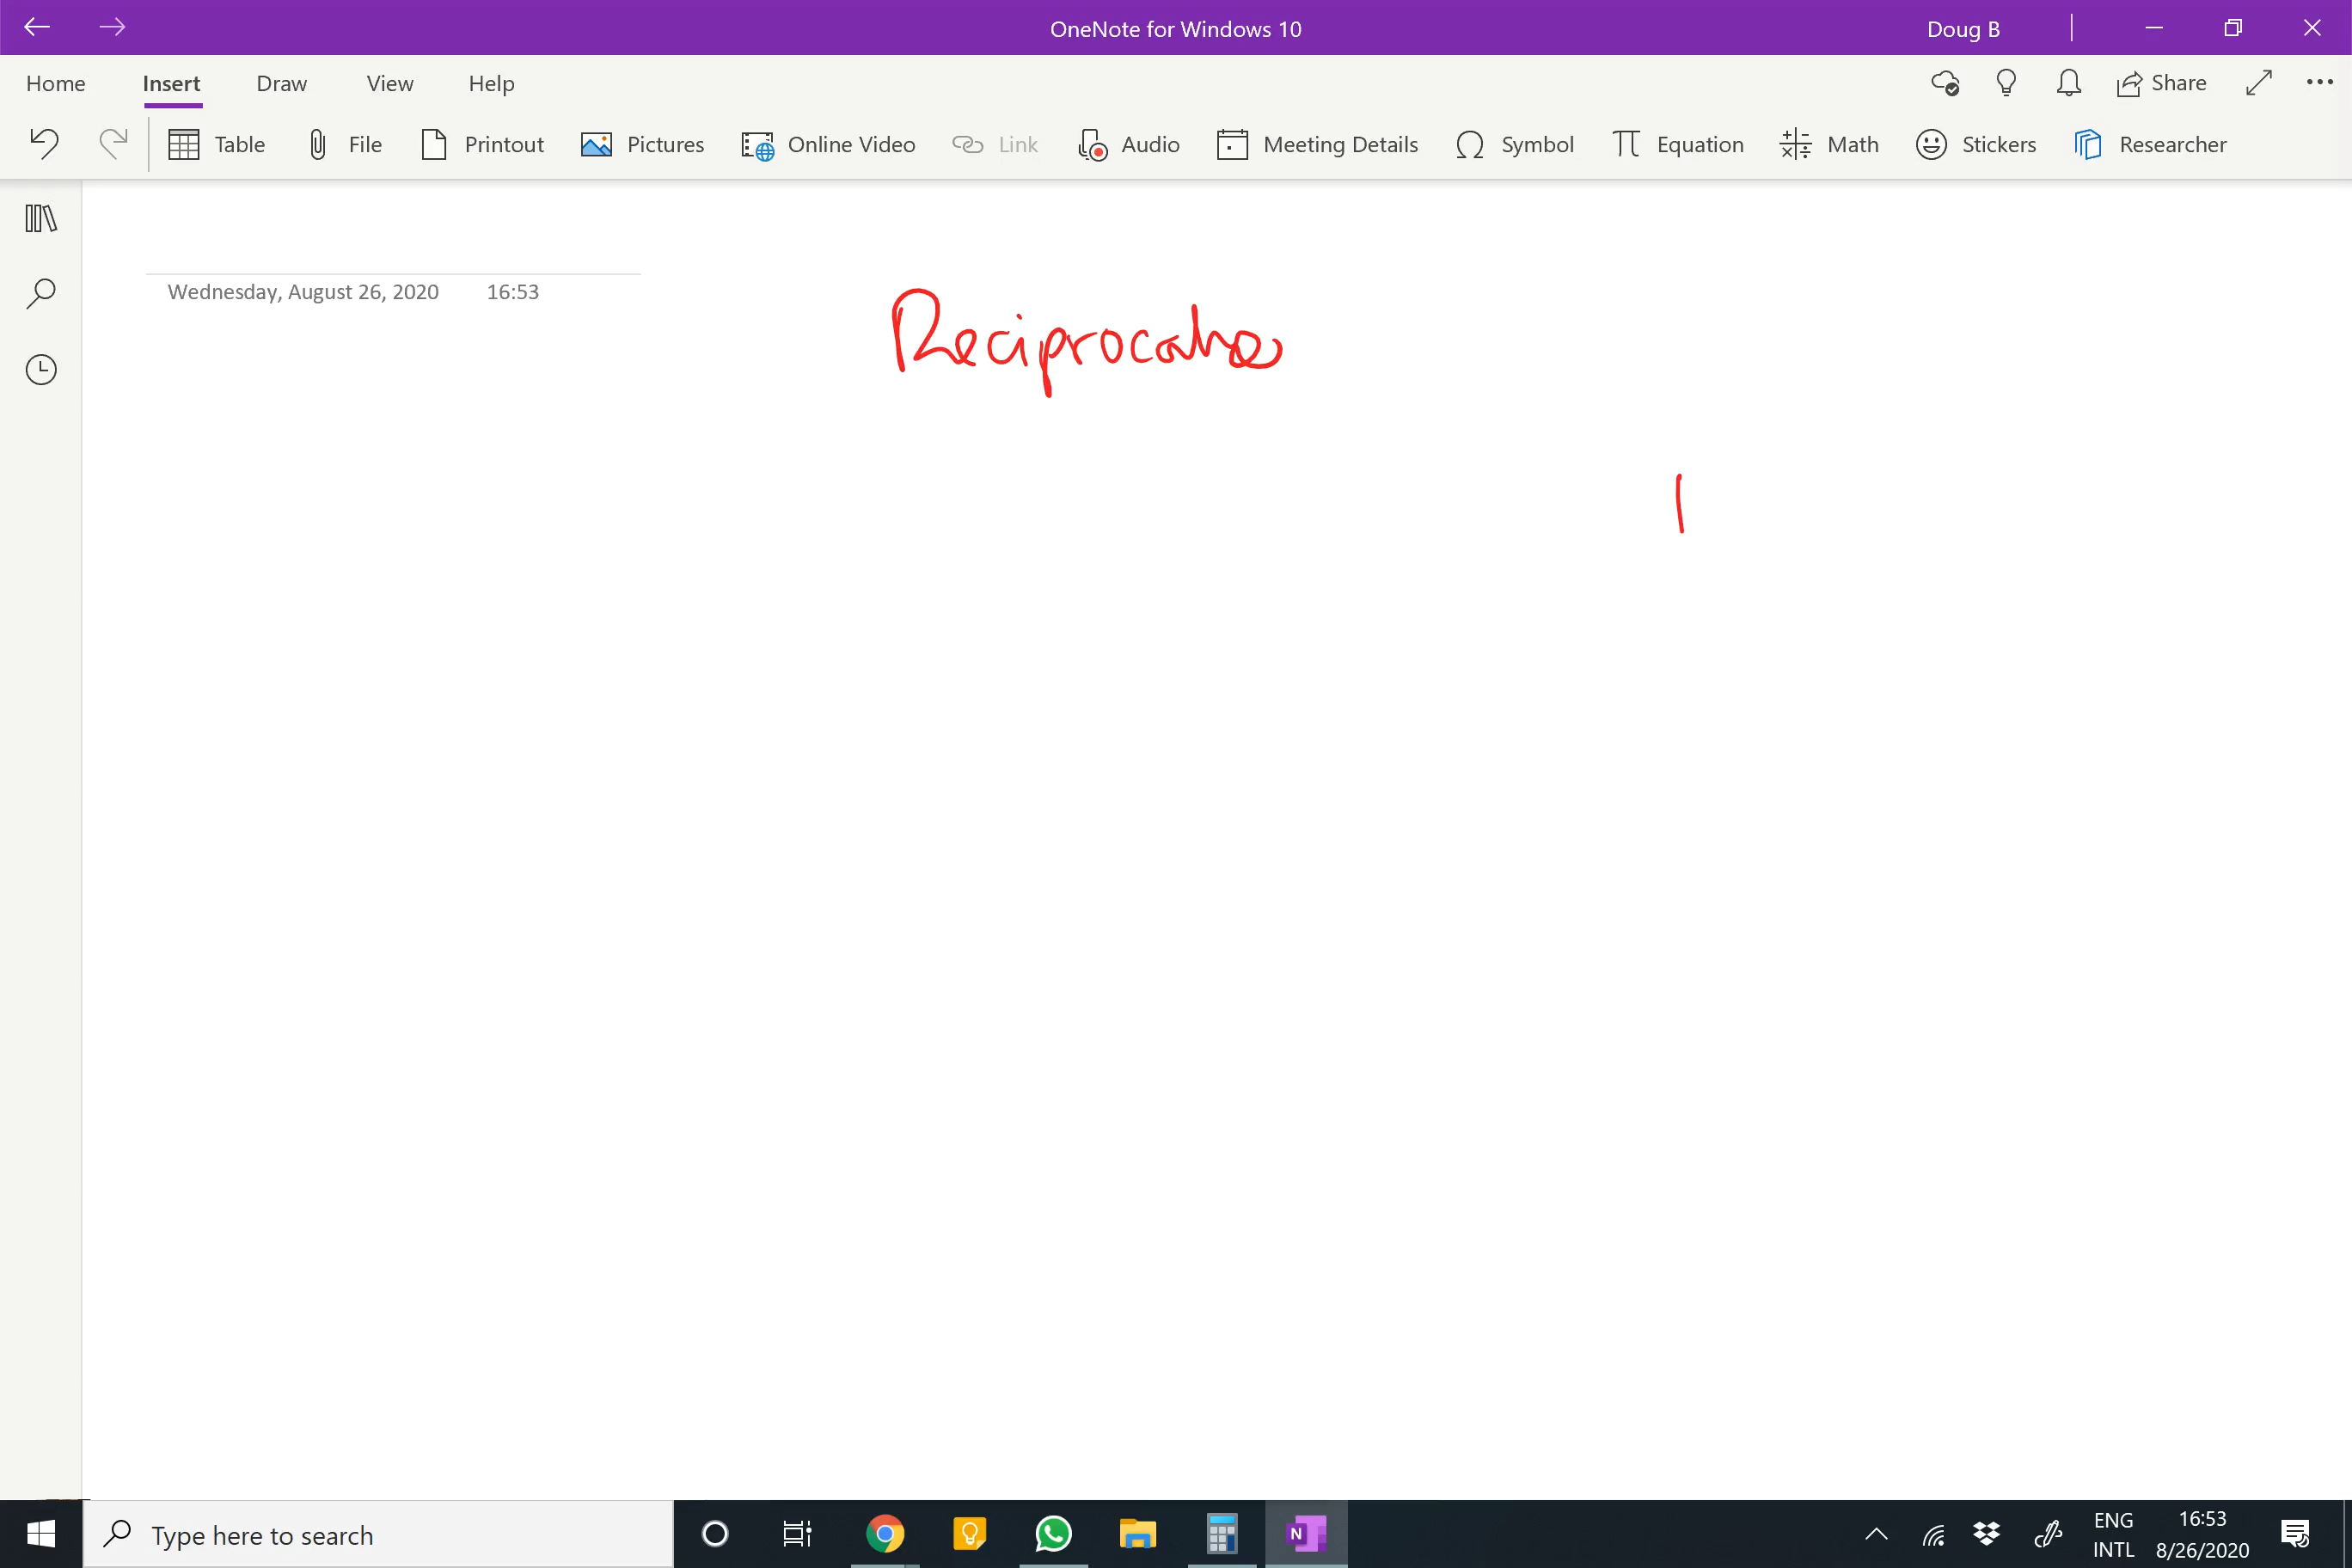 OneNote for Windows 10 Doug B
Home Insert Draw View Help Share
Table File Printout Pictures Online Video Link Audio Meeting Details Symbol Equation Math Stickers Researcher
Wednesday, August 26, 2020 16:53
1
Type here to search
ENG 16:53
INTL 8/26/2020